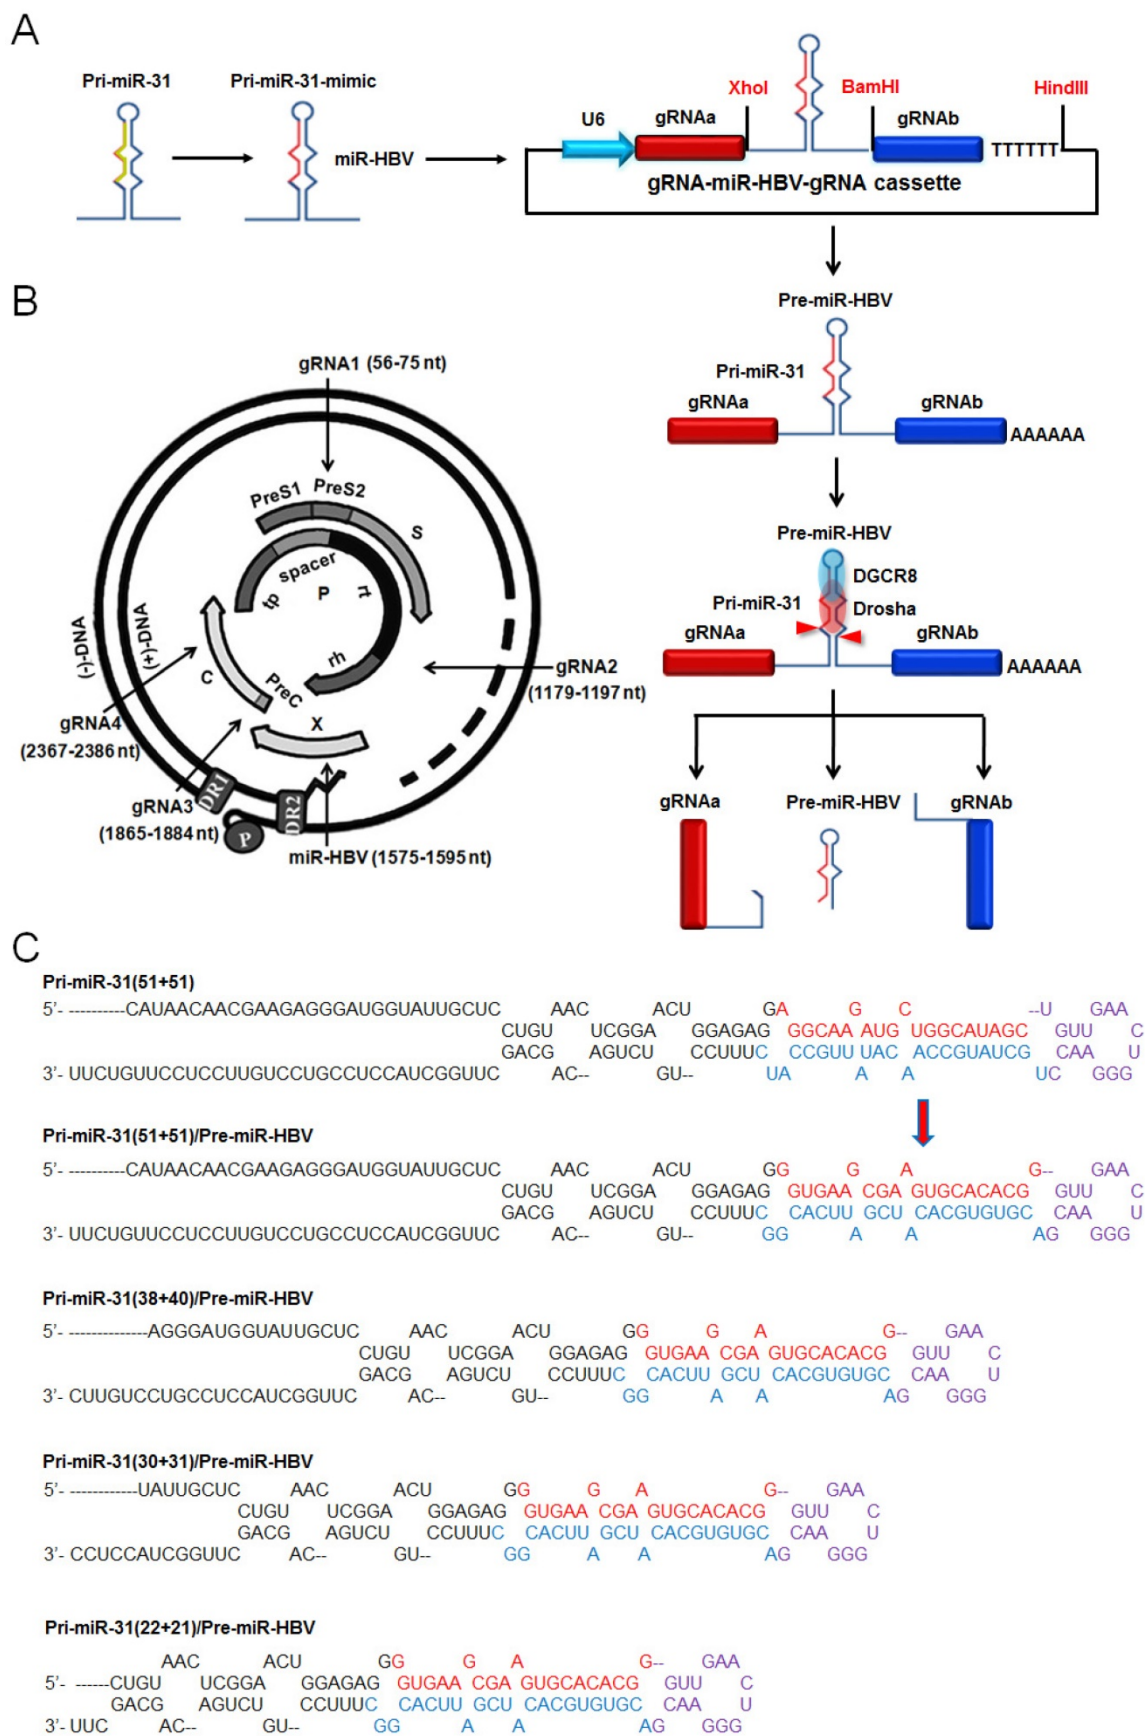 A
Pri-miR-31
Pri-miR-31-mimic
miR-HBV
U6
gRNAa
XhoI
BamHI
gRNAb
HindIII
TTTTTT
gRNA-miR-HBV-gRNA cassette
Pre-miR-HBV
Pri-miR-31
gRNAa
gRNAb
AAAAAA
Pre-miR-HBV
DGCR8
Pri-miR-31
Drosha
gRNAa
gRNAb
AAAAAA
gRNAa
Pre-miR-HBV
gRNAb
B
gRNA1 (56-75 nt)
PreS1
PreS2
S
spacer
tp
P
rt
rh
(-)-DNA
(+)-DNA
C
PreC
X
gRNA2
(1179-1197 nt)
gRNA4
(2367-2386 nt)
gRNA3
(1865-1884 nt)
DR1
DR2
P
miR-HBV (1575-1595 nt)
C
Pri-miR-31(51+51)
5'- ----------CAUAACAACGAAGAGGGAUGGUAUUGCUC AAC ACU GA G C --U GAA
CUGU UCGGA GGAGAG GGCAA AUG UGGCAUAGC GUU C
GACG AGUCU CCUUUC CCGUU UAC ACCGUAUCG CAA U
3'- UUCUGUUCCUCCUUGUCCUGCCUCCAUCGGUUC AC-- GU-- UA A A UC GGG
Pri-miR-31(51+51)/Pre-miR-HBV
5'- ----------CAUAACAACGAAGAGGGAUGGUAUUGCUC AAC ACU GG G A G-- GAA
CUGU UCGGA GGAGAG GUGAA CGA GUGCACACG GUU C
GACG AGUCU CCUUUC CACUU GCU CACGUGUGC CAA U
3'- UUCUGUUCCUCCUUGUCCUGCCUCCAUCGGUUC AC-- GU-- GG A A AG GGG
Pri-miR-31(38+40)/Pre-miR-HBV
5'- --------------AGGGAUGGUAUUGCUC AAC ACU GG G A G-- GAA
CUGU UCGGA GGAGAG GUGAA CGA GUGCACACG GUU C
GACG AGUCU CCUUUC CACUU GCU CACGUGUGC CAA U
3'- CUUGUCCUGCCUCCAUCGGUUC AC-- GU-- GG A A AG GGG
Pri-miR-31(30+31)/Pre-miR-HBV
5'- ------------UAUUGCUC AAC ACU GG G A G-- GAA
CUGU UCGGA GGAGAG GUGAA CGA GUGCACACG GUU C
GACG AGUCU CCUUUC CACUU GCU CACGUGUGC CAA U
3'- CCUCCAUCGGUUC AC-- GU-- GG A A AG GGG
Pri-miR-31(22+21)/Pre-miR-HBV
AAC ACU GG G A G-- GAA
5'- ------CUGU UCGGA GGAGAG GUGAA CGA GUGCACACG GUU C
GACG AGUCU CCUUUC CACUU GCU CACGUGUGC CAA U
3'- UUC AC-- GU-- GG A A AG GGG